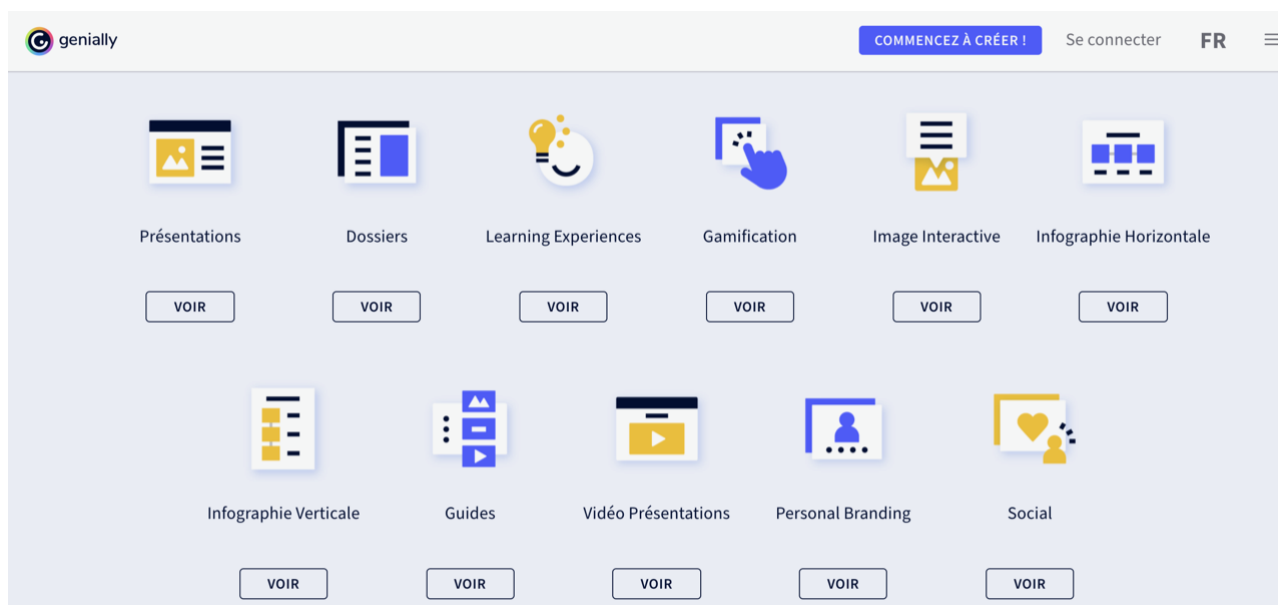 genially
COMMENCEZ À CRÉER !
Se connecter
FR
Présentations
Dossiers
Learning Experiences
Gamification
Image Interactive
Infographie Horizontale
VOIR
VOIR
VOIR
VOIR
VOIR
VOIR
Infographie Verticale
Guides
Vidéo Présentations
Personal Branding
Social
VOIR
VOIR
VOIR
VOIR
VOIR